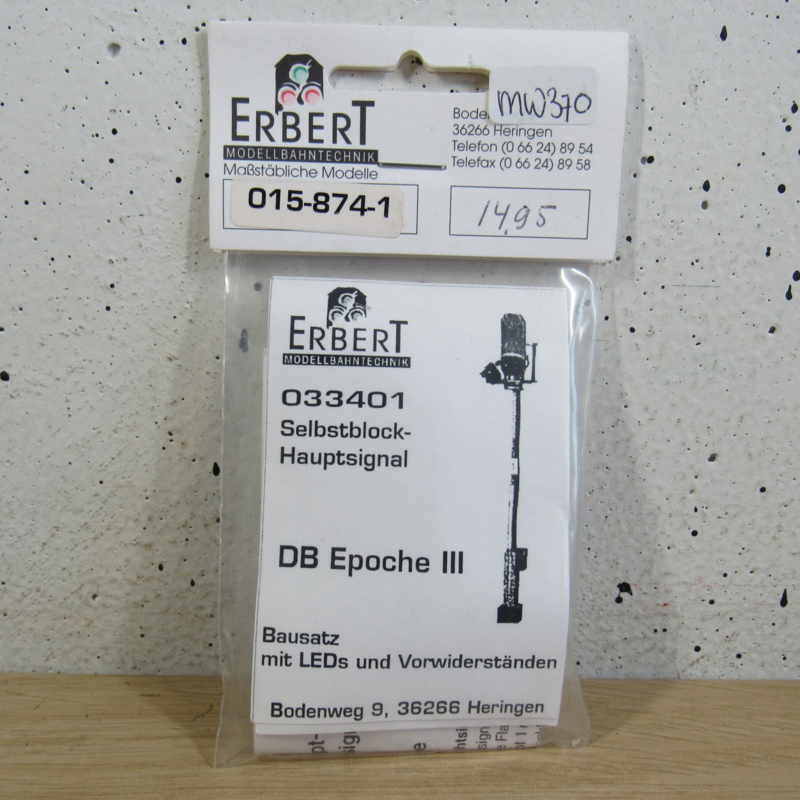 ERBERT
MODELLBAHNTECHNIK
Maßstäbliche Modelle
MW370
36266 Heringen
Telefon (0 66 24) 89 54
Telefax (0 66 24) 89 58
015-874-1
14,95
ERBERT
MODELLBAHNTECHNIK
033401
Selbstblock-
Hauptsignal
DB Epoche III
Bausatz
mit LEDs und Vorwiderständen
Bodenweg 9, 36266 Heringen